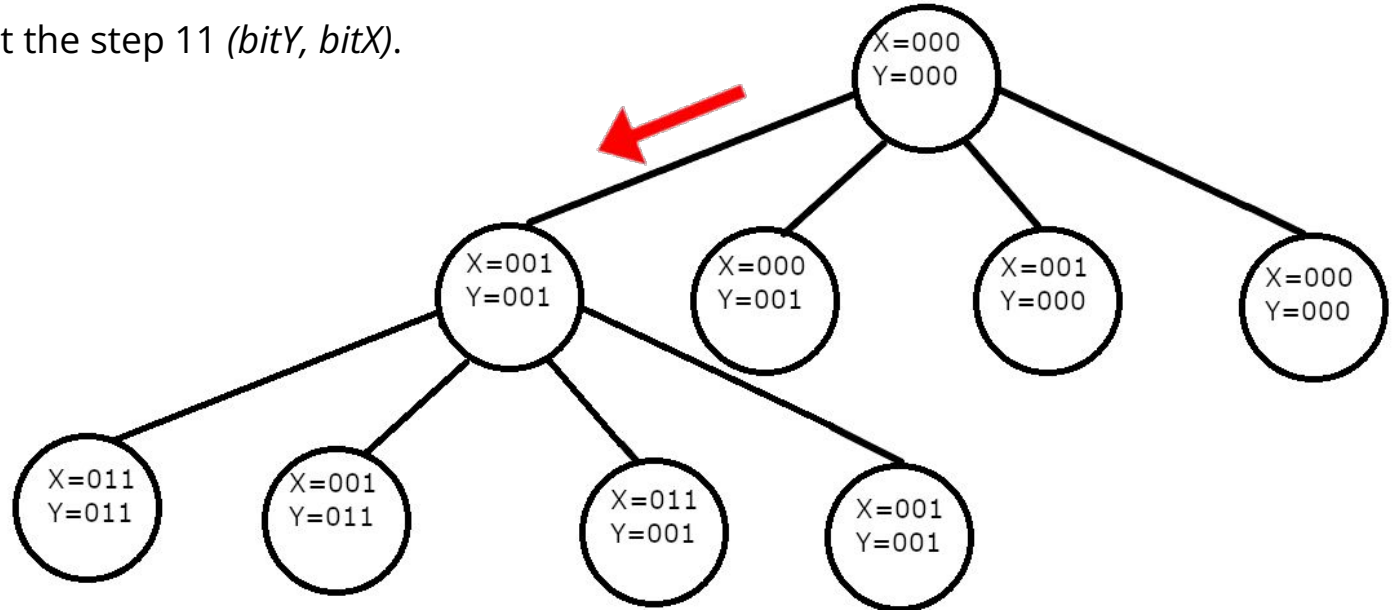 t the step 11 (bitY, bitX).
X=000
Y=000
X=001
Y=001
X=000
Y=001
X=001
Y=000
X=000
Y=000
X=011
Y=011
X=001
Y=011
X=011
Y=001
X=001
Y=001